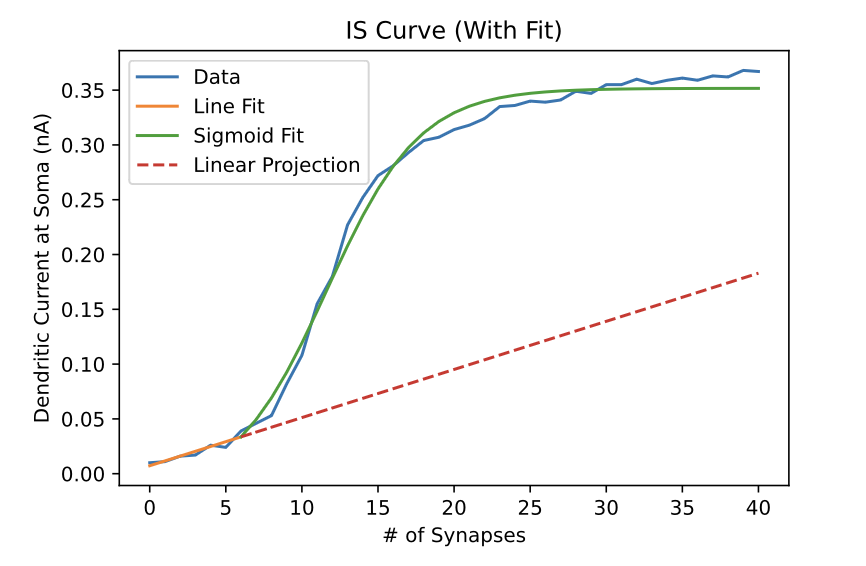 IS Curve (With Fit)
Data
Line Fit
Sigmoid Fit
Linear Projection
Dendritic Current at Soma (nA)
0.35
0.30
0.25
0.20
0.15
0.10
0.05
0.00
0 5 10 15 20 25 30 35 40
# of Synapses